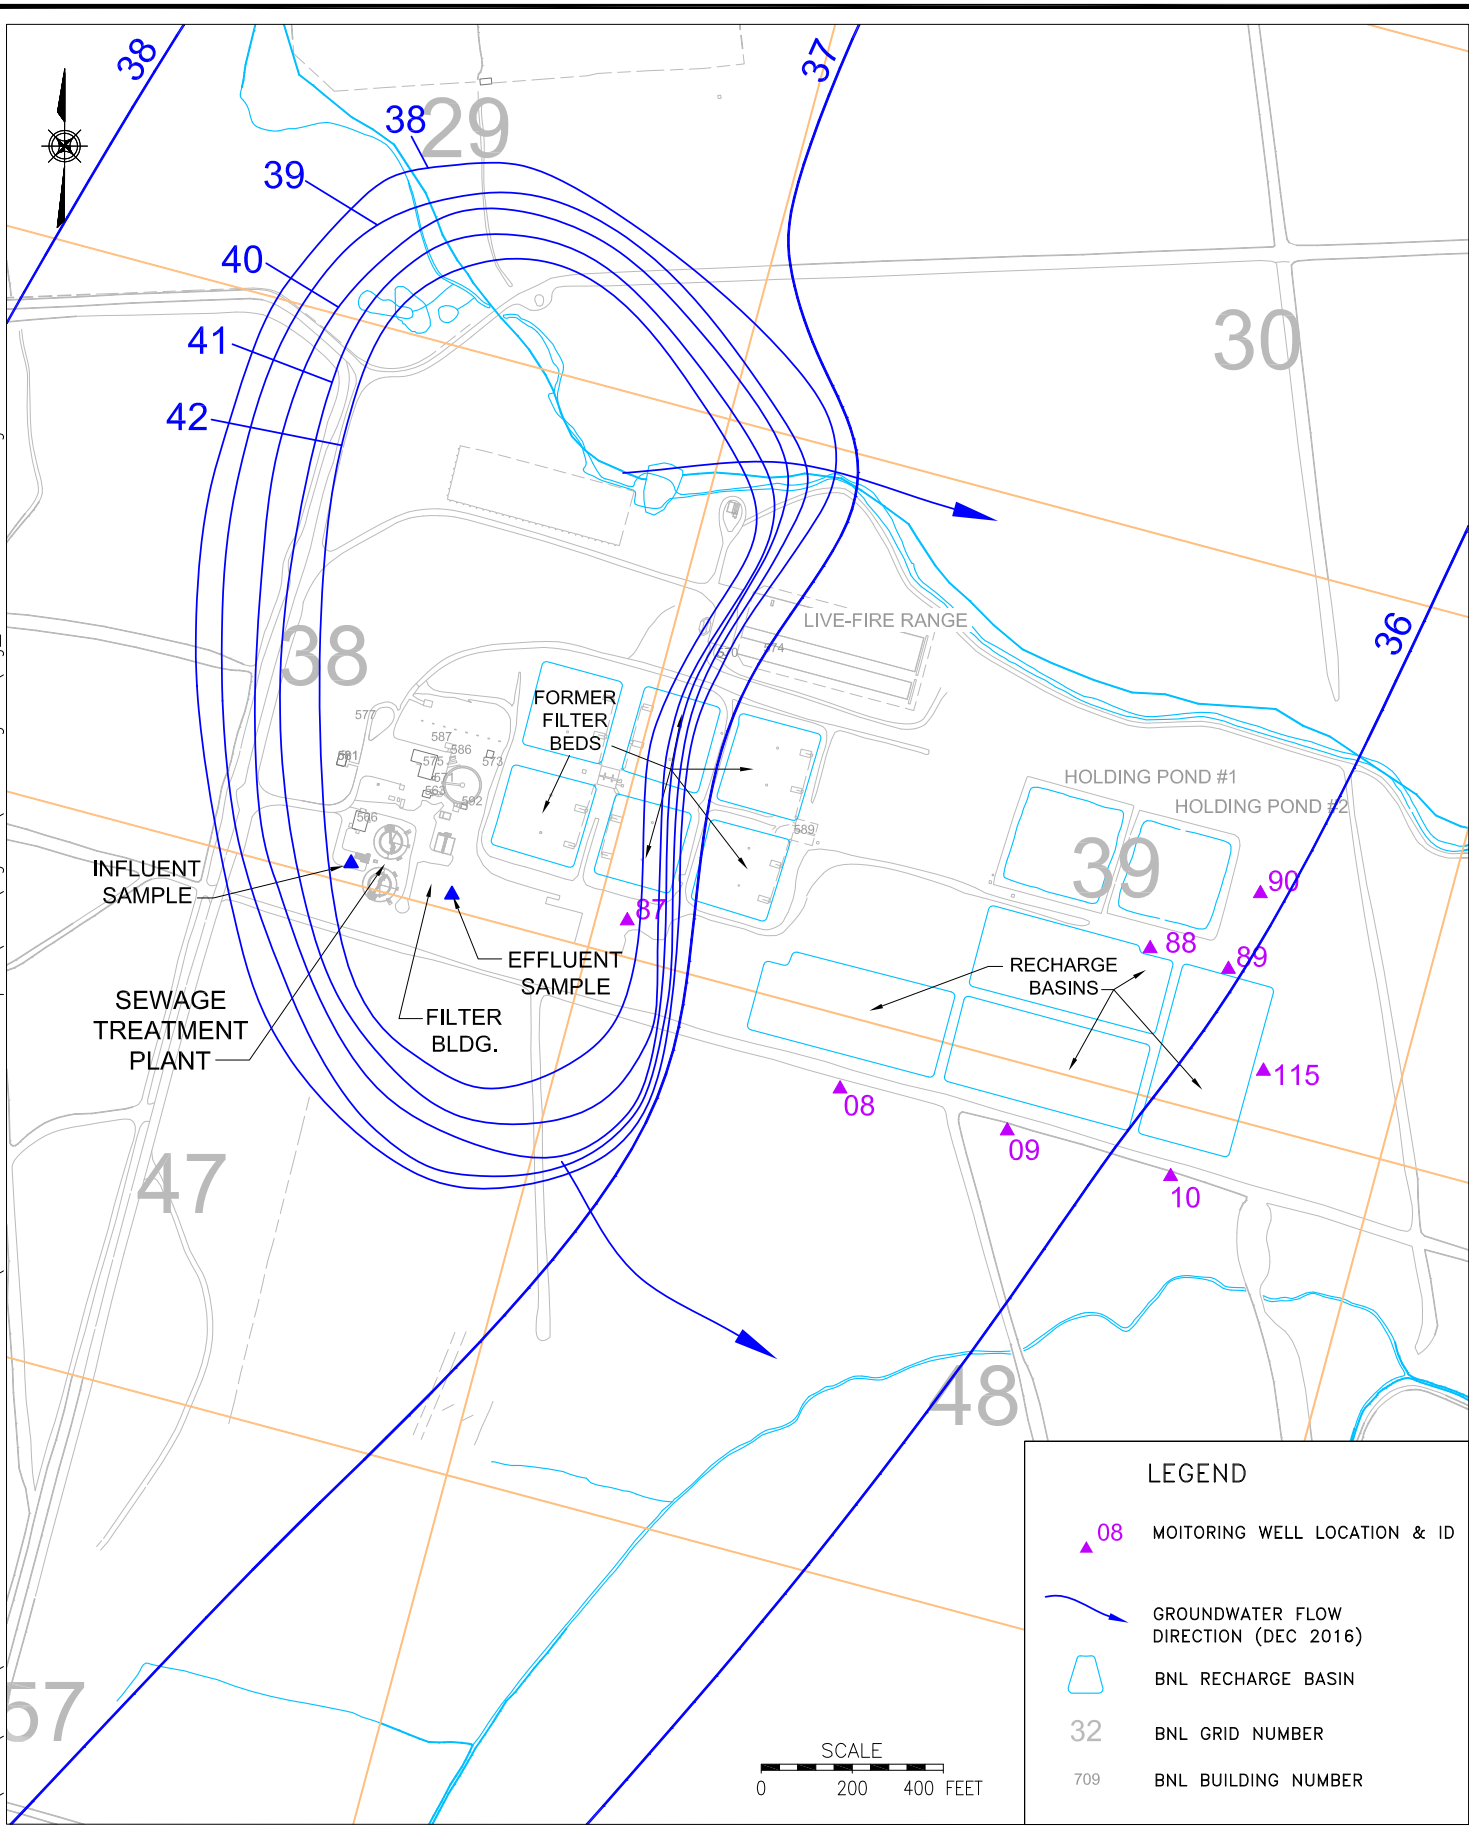 38
37
38
29
39
40
30
41
42
36
LIVE-FIRE RANGE
570
574
38
FORMER
FILTER
BEDS
577
587
586
575
573
571
592
566
589
HOLDING POND #1
HOLDING POND #2
39
INFLUENT
SAMPLE
87
90
88
89
EFFLUENT
SAMPLE
RECHARGE
BASINS
SEWAGE
TREATMENT
PLANT
FILTER
BLDG.
115
08
09
10
47
48
57
LEGEND
08 MOITORING WELL LOCATION & ID
GROUNDWATER FLOW
DIRECTION (DEC 2016)
BNL RECHARGE BASIN
32 BNL GRID NUMBER
709 BNL BUILDING NUMBER
SCALE
0 200 400 FEET